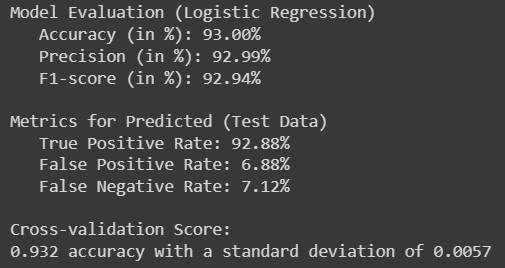 Model Evaluation (Logistic Regression)
Accuracy (in %): 93.00%
Precision (in %): 92.99%
F1-score (in %): 92.94%
Metrics for Predicted (Test Data)
True Positive Rate: 92.88%
False Positive Rate: 6.88%
False Negative Rate: 7.12%
Cross-validation Score:
0.932 accuracy with a standard deviation of 0.0057